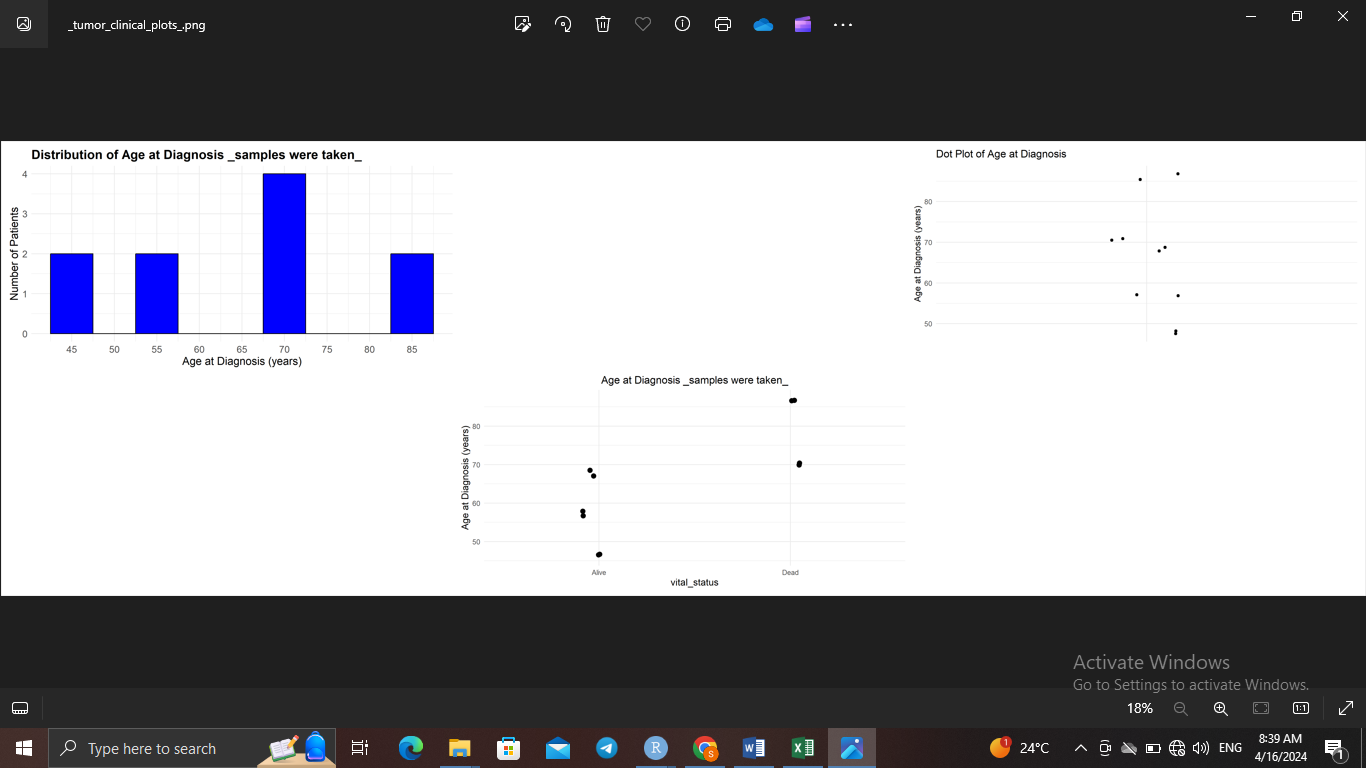 _tumor_clinical_plots_.png
Distribution of Age at Diagnosis _samples were taken_
4
3
2
1
0
Number of Patients
45 50 55 60 65 70 75 80 85
Age at Diagnosis (years)
Dot Plot of Age at Diagnosis
80
70
60
50
Age at Diagnosis (years)
Age at Diagnosis _samples were taken_
80
70
60
50
Age at Diagnosis (years)
Alive Dead
vital_status
Activate Windows
Go to Settings to activate Windows.
18%
1:1
Type here to search
R
S
W
X
1
24°C
ENG
8:39 AM
4/16/2024
1